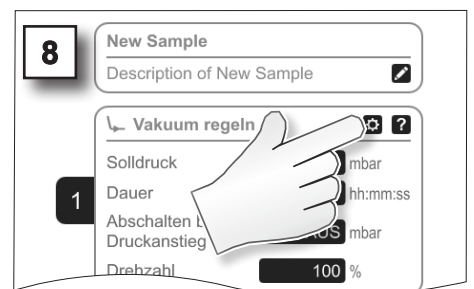 8
New Sample
Description of New Sample
Vakuum regeln
?
Solldruck
mbar
1
Dauer
hh:mm:ss
Abschalten
Druckanstieg
mbar
Drehzahl
100 %